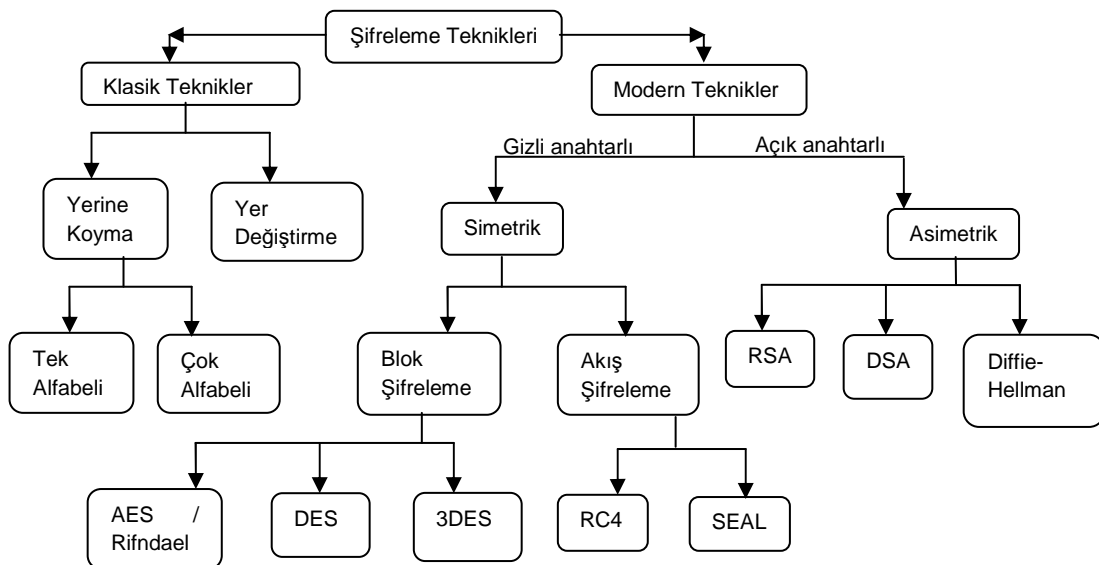 Şifreleme Teknikleri
Klasik Teknikler
Modern Teknikler
Gizli anahtarlı
Açık anahtarlı
Yerine
Koyma
Yer
Değiştirme
Simetrik
Asimetrik
Tek
Alfabeli
Çok
Alfabeli
Blok
Şifreleme
Akış
Şifreleme
RSA
DSA
Diffie-
Hellman
AES /
Rifndael
DES
3DES
RC4
SEAL